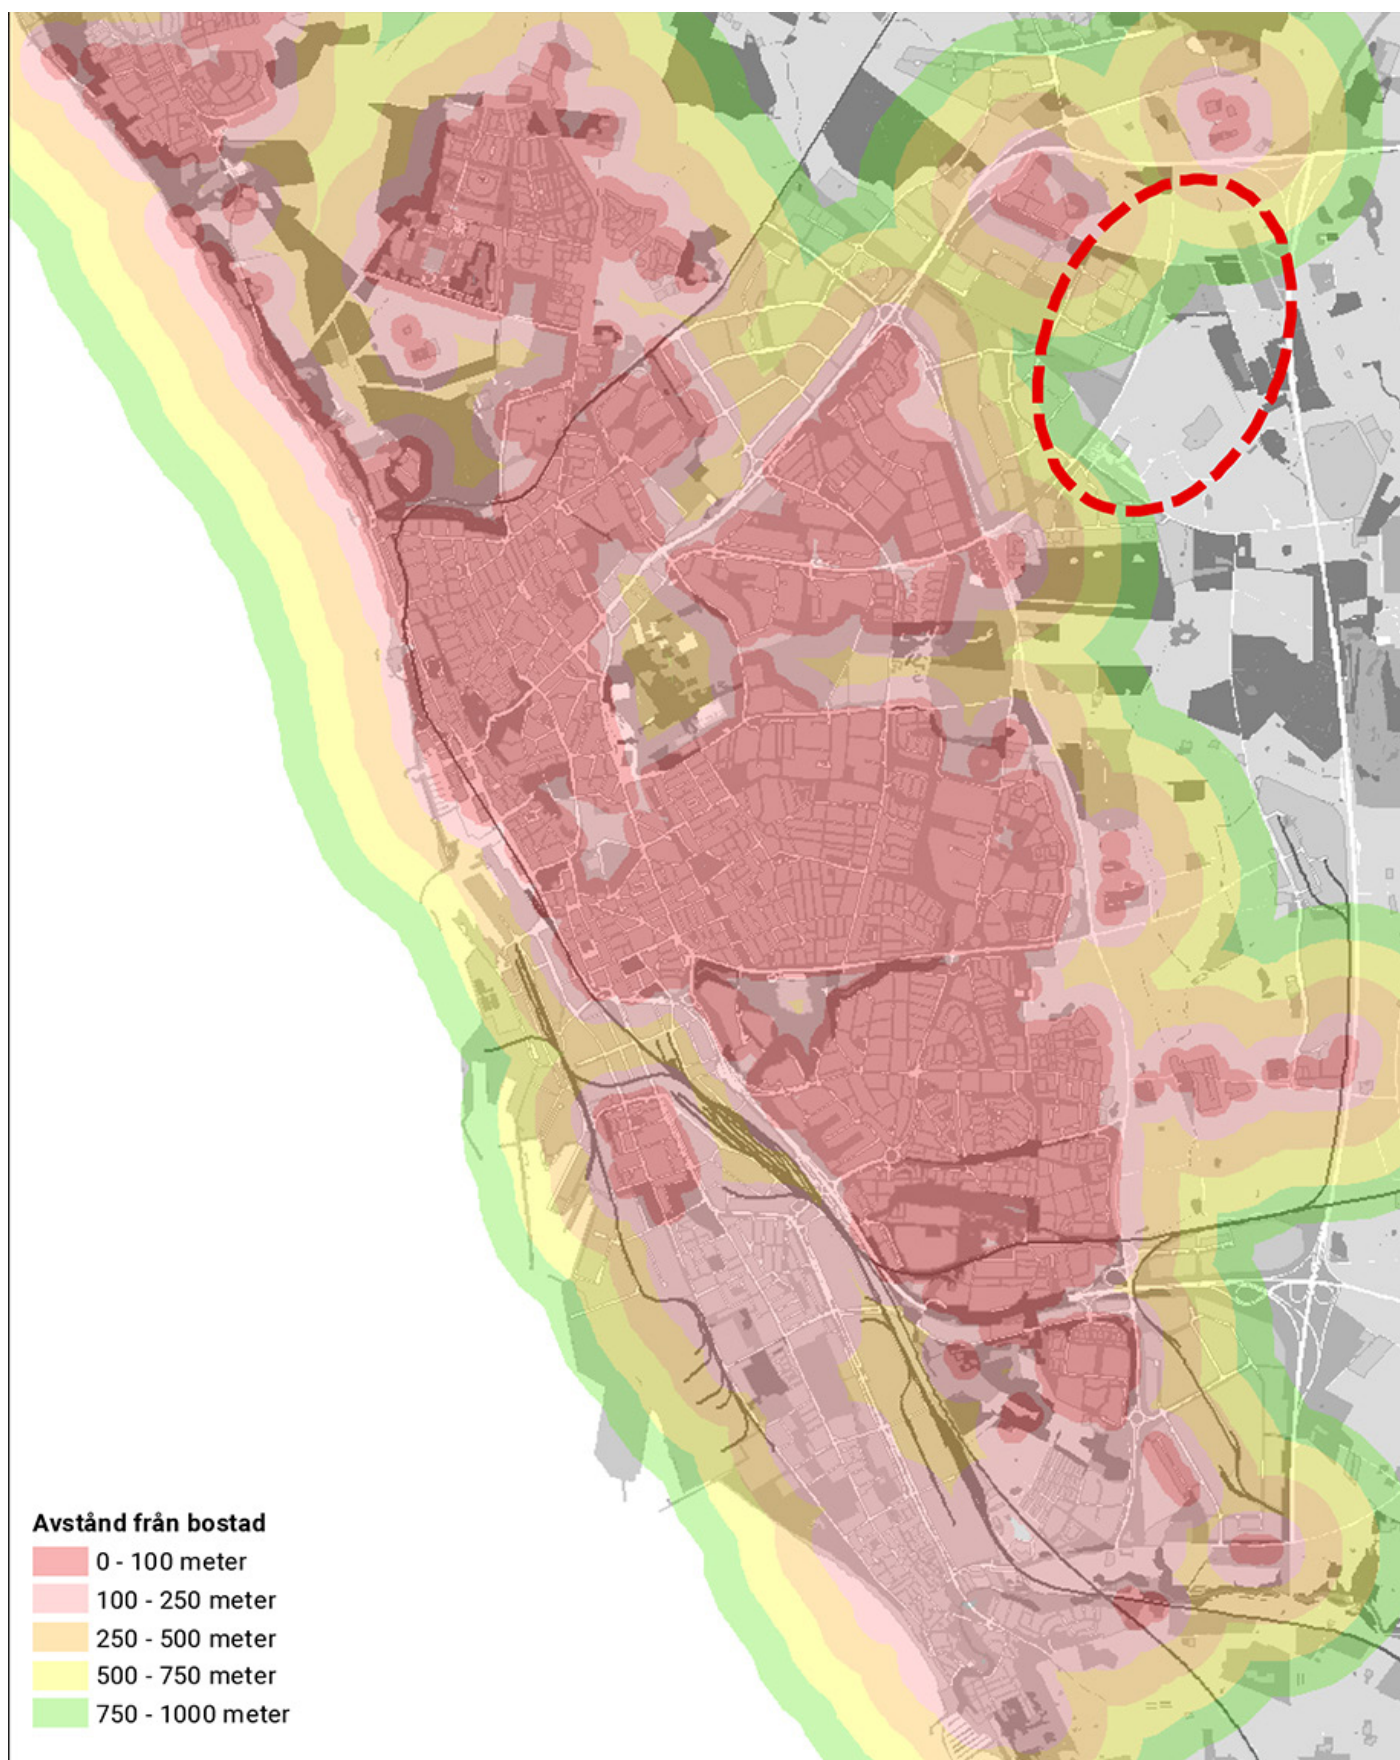 Avstånd från bostad
0 - 100 meter
100 - 250 meter
250 - 500 meter
500 - 750 meter
750 - 1000 meter